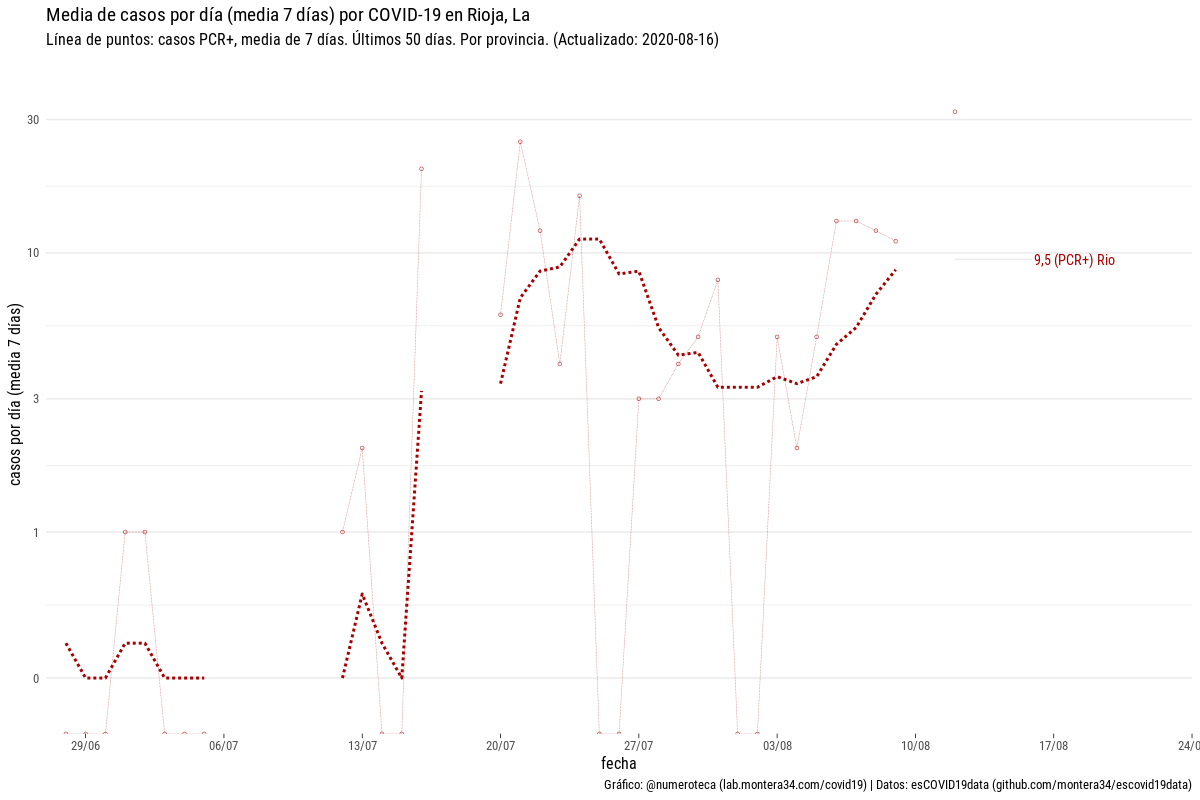 Media de casos por día (media 7 días) por COVID-19 en Rioja, La
Línea de puntos: casos PCR+, media de 7 días. Últimos 50 días. Por provincia. (Actualizado: 2020-08-16)
casos por día (media 7 días)
30
10
3
1
0
9,5 (PCR+) Rio
29/06 06/07 13/07 20/07 27/07 03/08 10/08 17/08 24/0
fecha
Gráfico: @numeroteca (lab.montera34.com/covid19) | Datos: esCOVID19data (github.com/montera34/escovid19data)